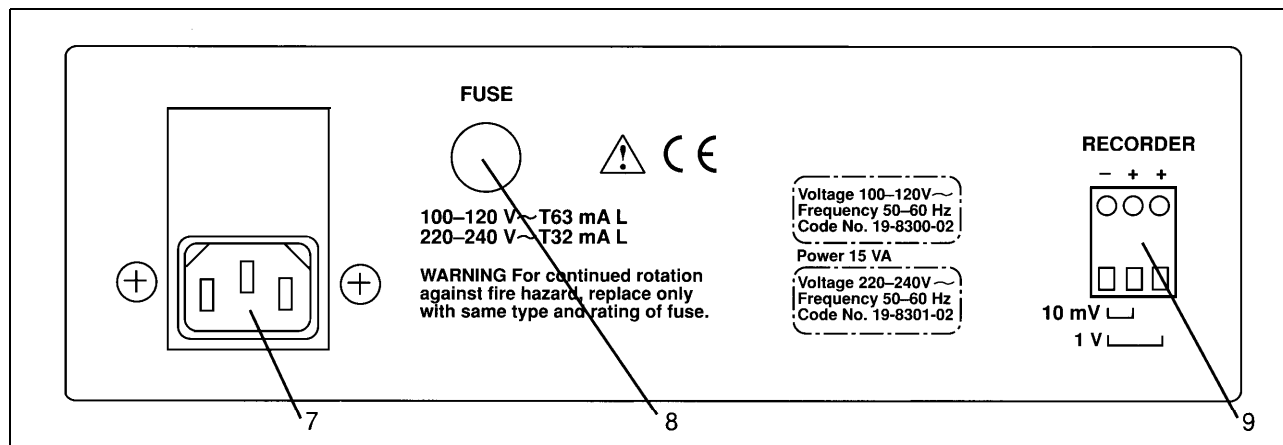 FUSE
100–120 V~T63 mA L
220–240 V~T32 mA L
WARNING For continued rotation
against fire hazard, replace only
with same type and rating of fuse.
! CE
Voltage 100–120V~
Frequency 50–60 Hz
Code No. 19-8300-02
Power 15 VA
Voltage 220–240V~
Frequency 50–60 Hz
Code No. 19-8301-02
RECORDER
– + +
10 mV
1 V
7
8
9